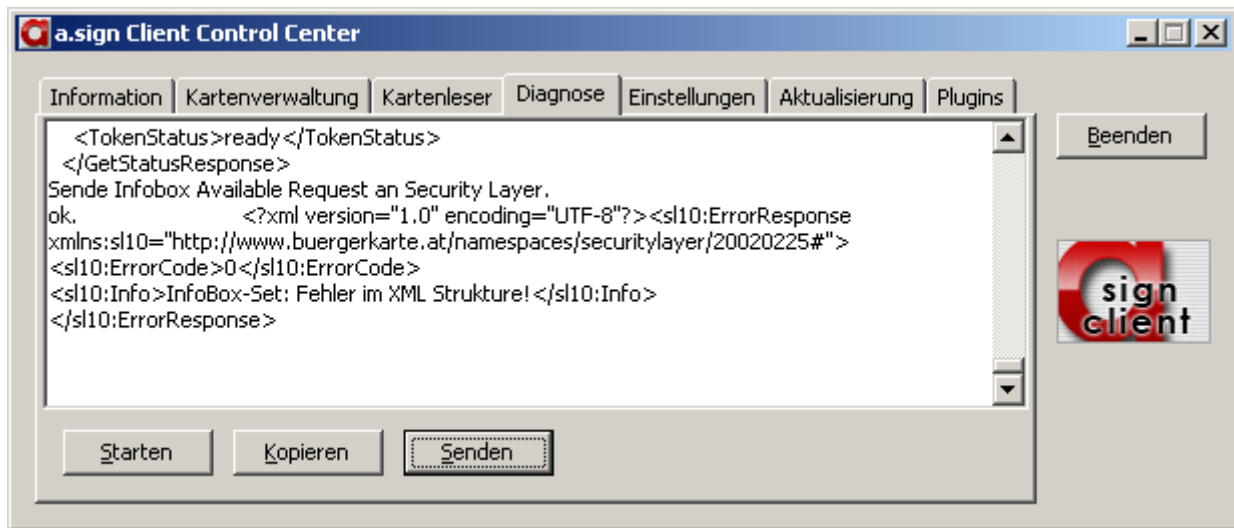 a.sign Client Control Center
Information Kartenverwaltung Kartenleser Diagnose Einstellungen Aktualisierung Plugins
<TokenStatus>ready</TokenStatus>
</GetStatusResponse>
Sende Infobox Available Request an Security Layer.
ok. <?xml version="1.0" encoding="UTF-8"?><sl10:ErrorResponse
xmlns:sl10="http://www.buergerkarte.at/namespaces/securitylayer/20020225#">
<sl10:ErrorCode>0</sl10:ErrorCode>
<sl10:Info>InfoBox-Set: Fehler im XML Strukture!</sl10:Info>
</sl10:ErrorResponse>
Beenden
a
sign
client
Starten Kopieren Senden